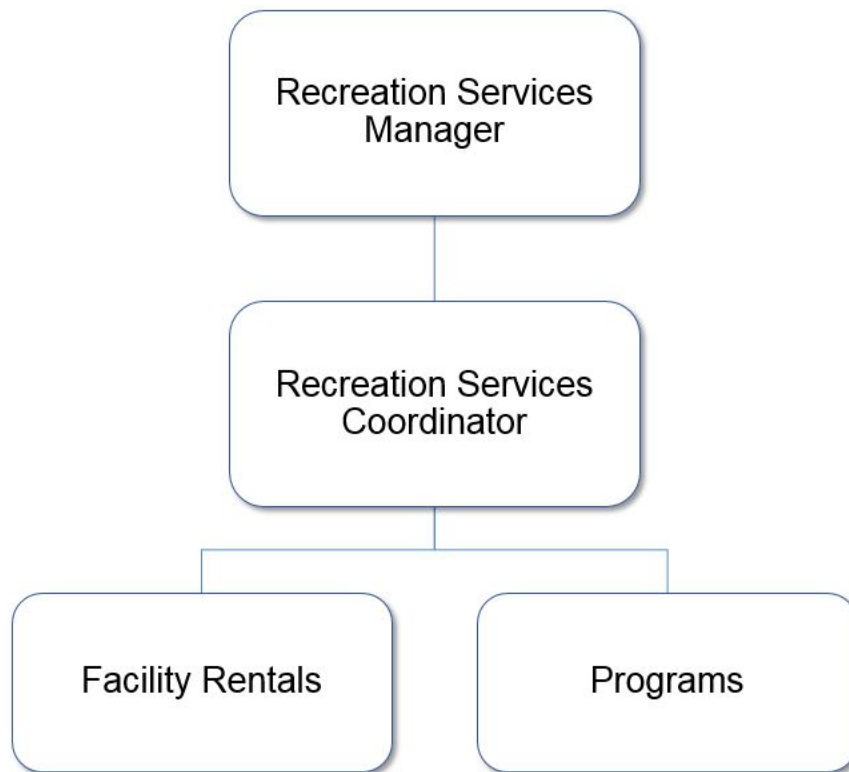 Recreation Services
Manager
Recreation Services
Coordinator
Facility Rentals
Programs